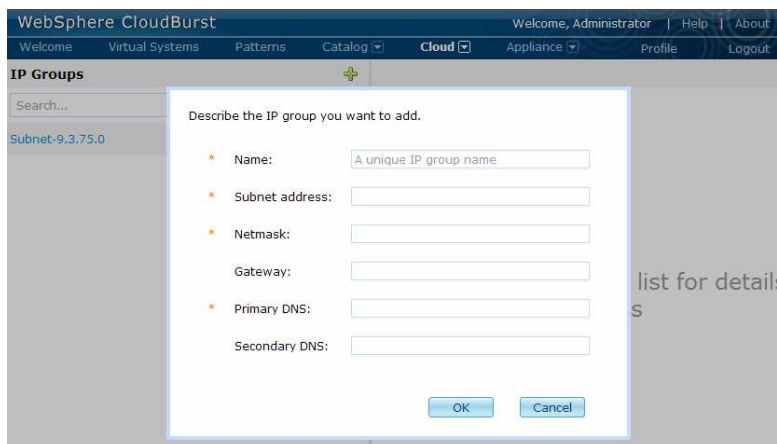 WebSphere CloudBurst
Welcome, Administrator | Help | About
Welcome Virtual Systems Patterns Catalog Cloud Appliance Profile Logout
IP Groups
Search...
Subnet-9.3.75.0
Describe the IP group you want to add.
* Name: A unique IP group name
* Subnet address:
* Netmask:
Gateway:
* Primary DNS:
Secondary DNS:
OK Cancel
list for details
s